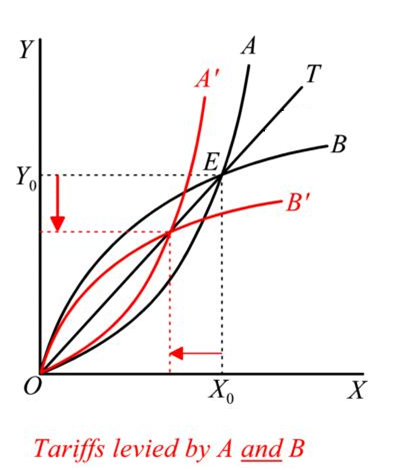 Y
A
A'
T
B
E
Y₀
B'
O
X₀
X
Tariffs levied by A and B